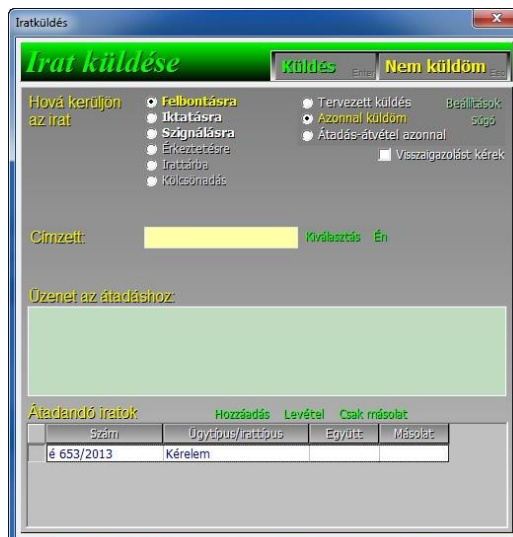 Iratküldés
Irat küldése
Küldés Enter Nem küldöm Esc
Hová kerüljön az irat
Felbontásra
Iktatásra
Szignálásra
Érkeztetésre
Irattárba
Kölcsönadás
Tervezett küldés
Azonnal küldöm
Átadás-átvétel azonnal
Beállítások
Súgó
Visszaigazolást kérek
Címzett: Kiválasztás Én
Üzenet az átadáshoz:
Átadandó iratok Hozzáadás Levétel Csak másolat
Szám Ügytípus/irattípus Együtt Másolat
é 653/2013 Kérelem